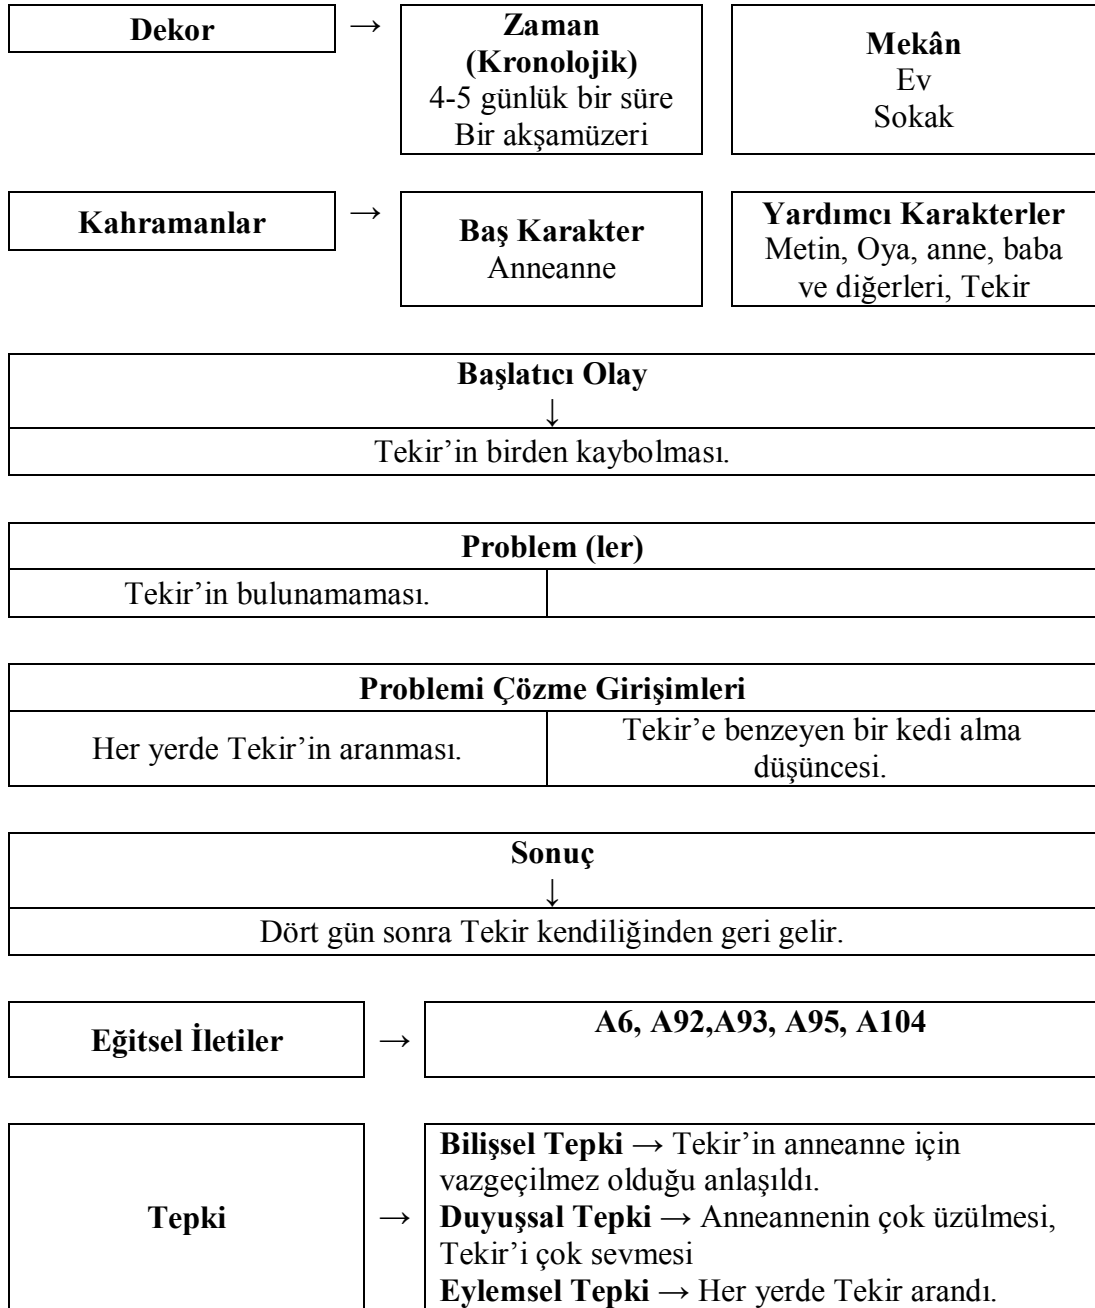 Dekor
→
Zaman
(Kronolojik)
4-5 günlük bir süre
Bir akşamüzeri
Mekân
Ev
Sokak
Kahramanlar
→
Baş Karakter
Anneanne
Yardımcı Karakterler
Metin, Oya, anne, baba
ve diğerleri, Tekir
Başlatıcı Olay
↓
Tekir’in birden kaybolması.
Problem (ler)
Tekir’in bulunamaması.
Problemi Çözme Girişimleri
Her yerde Tekir’in aranması.
Tekir’e benzeyen bir kedi alma
düşüncesi.
Sonuç
↓
Dört gün sonra Tekir kendiliğinden geri gelir.
Eğitsel İletiler
→
A6, A92,A93, A95, A104
Tepki
→
Bilişsel Tepki → Tekir’in anneanne için
vazgeçilmez olduğu anlaşıldı.
Duyuşsal Tepki → Anneannenin çok üzülmesi,
Tekir’i çok sevmesi
Eylemsel Tepki → Her yerde Tekir arandı.